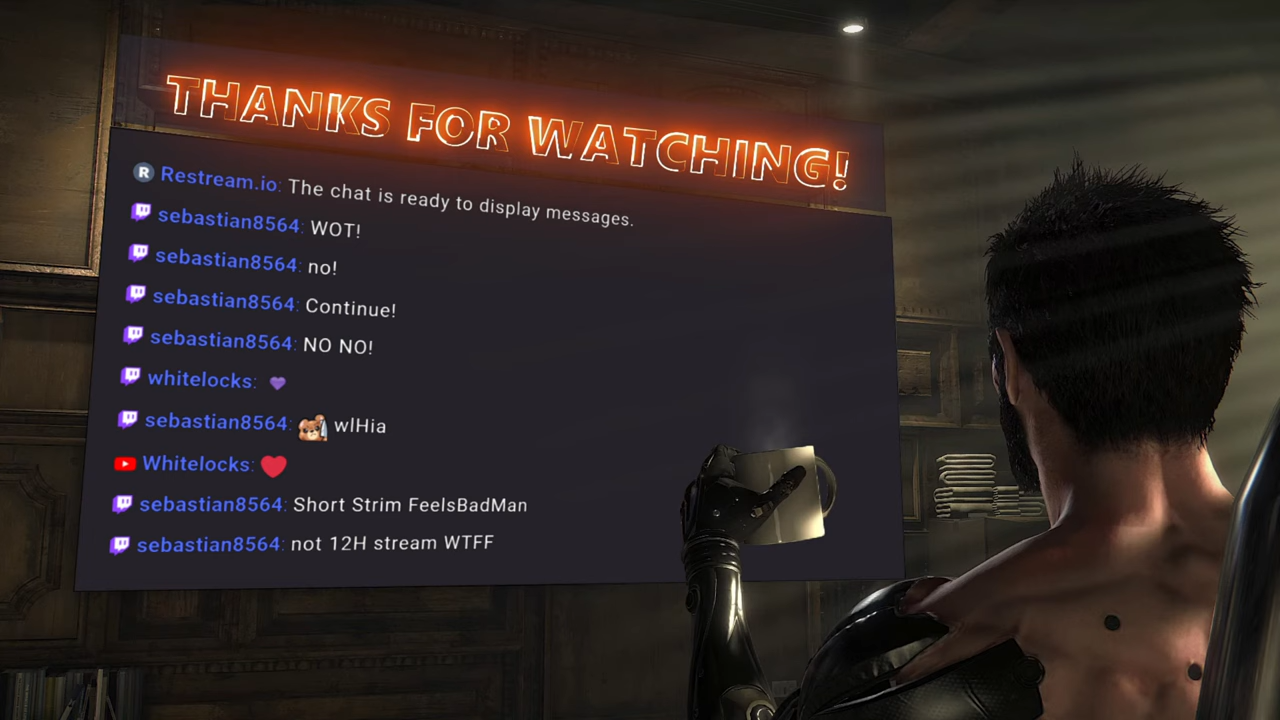 THANKS FOR WATCHING!
R Restream.io: The chat is ready to display messages.
sebastian8564: WOT!
sebastian8564: no!
sebastian8564: Continue!
sebastian8564: NO NO!
whitelocks: 💜
sebastian8564: wlHia
Whitelocks: ❤️
sebastian8564: Short Strim FeelsBadMan
sebastian8564: not 12H stream WTFF